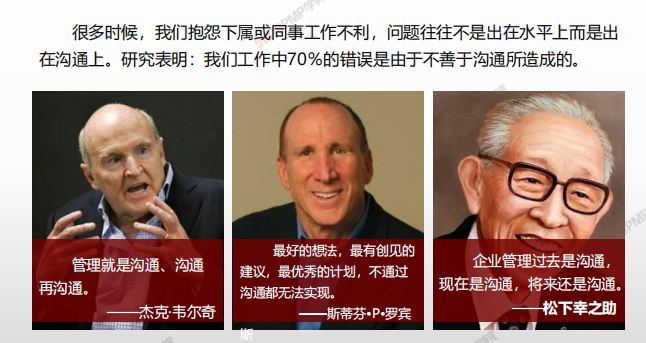 很多时候，我们抱怨下属或同事工作不利，问题往往不是出在水平上而是出
在沟通上。研究表明：我们工作中70%的错误是由于不善于沟通所造成的。
管理就是沟通、沟通
再沟通。
——杰克·韦尔奇
最好的想法，最有创见的
建议，最优秀的计划，不通过
沟通都无法实现。
——斯蒂芬•P•罗宾
斯
企业管理过去是沟通，
现在是沟通，将来还是沟通。
——松下幸之助